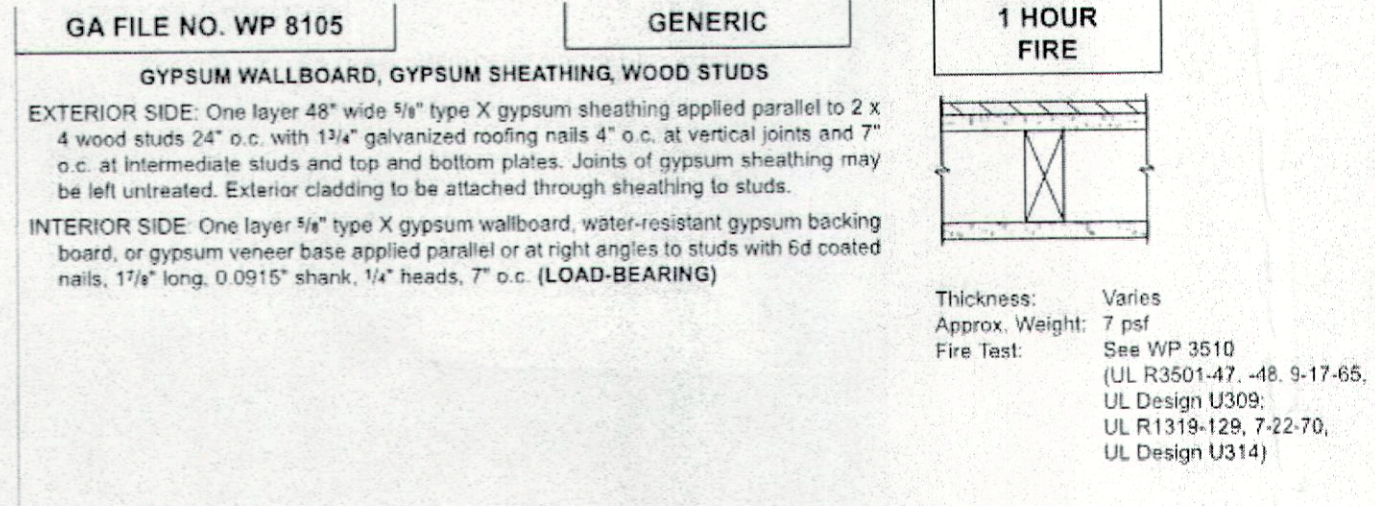 GA FILE NO. WP 8105
GENERIC
1 HOUR
FIRE
GYPSUM WALLBOARD, GYPSUM SHEATHING, WOOD STUDS
EXTERIOR SIDE: One layer 48" wide 5/8" type X gypsum sheathing applied parallel to 2 x
4 wood studs 24" o.c. with 1 3/4" galvanized roofing nails 4" o.c. at vertical joints and 7"
o.c. at intermediate studs and top and bottom plates. Joints of gypsum sheathing may
be left untreated. Exterior cladding to be attached through sheathing to studs.
INTERIOR SIDE: One layer 5/8" type X gypsum wallboard, water-resistant gypsum backing
board, or gypsum veneer base applied parallel or at right angles to studs with 6d coated
nails, 1 7/8" long, 0.0915" shank, 1/4" heads, 7" o.c. (LOAD-BEARING)
Thickness: Varies
Approx. Weight: 7 psf
Fire Test: See WP 3510
(UL R3501-47, -48, 9-17-65,
UL Design U309;
UL R1319-129, 7-22-70,
UL Design U314)